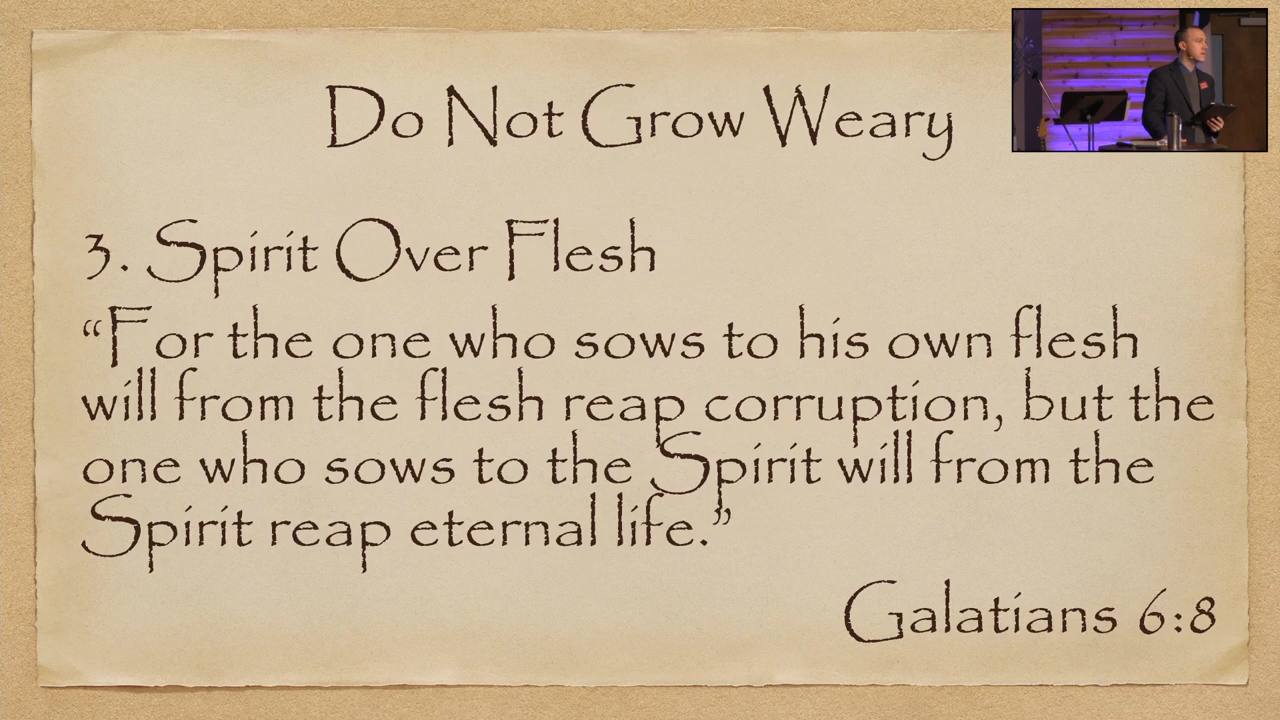 Do Not Grow Weary
3. Spirit Over Flesh
“For the one who sows to his own flesh
will from the flesh reap corruption, but the
one who sows to the Spirit will from the
Spirit reap eternal life.”
Galatians 6:8